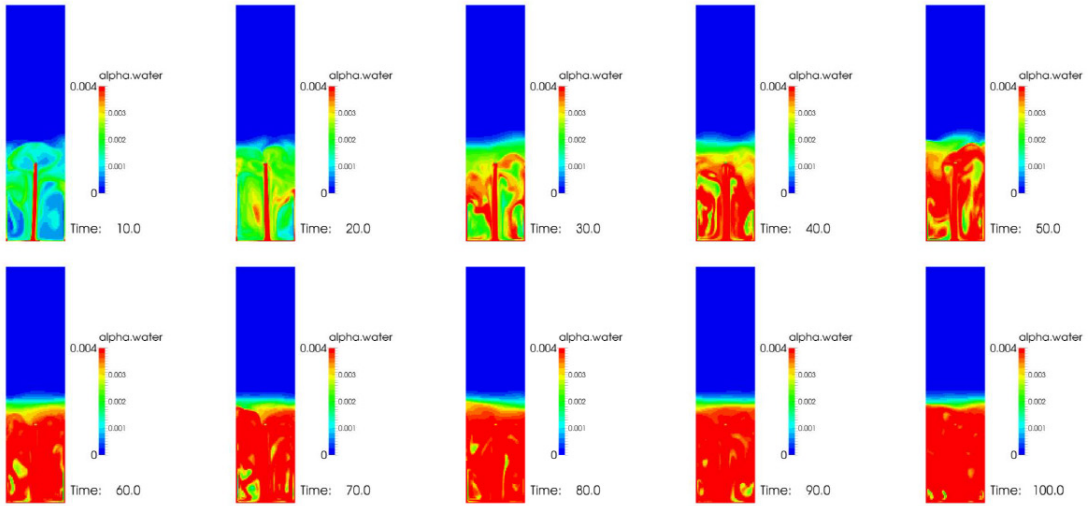 alpha.water
0.004
0.003
0.002
0.001
0
Time: 10.0
alpha.water
0.004
0.003
0.002
0.001
0
Time: 20.0
alpha.water
0.004
0.003
0.002
0.001
0
Time: 30.0
alpha.water
0.004
0.003
0.002
0.001
0
Time: 40.0
alpha.water
0.004
0.003
0.002
0.001
0
Time: 50.0
alpha.water
0.004
0.003
0.002
0.001
0
Time: 60.0
alpha.water
0.004
0.003
0.002
0.001
0
Time: 70.0
alpha.water
0.004
0.003
0.002
0.001
0
Time: 80.0
alpha.water
0.004
0.003
0.002
0.001
0
Time: 90.0
alpha.water
0.004
0.003
0.002
0.001
0
Time: 100.0